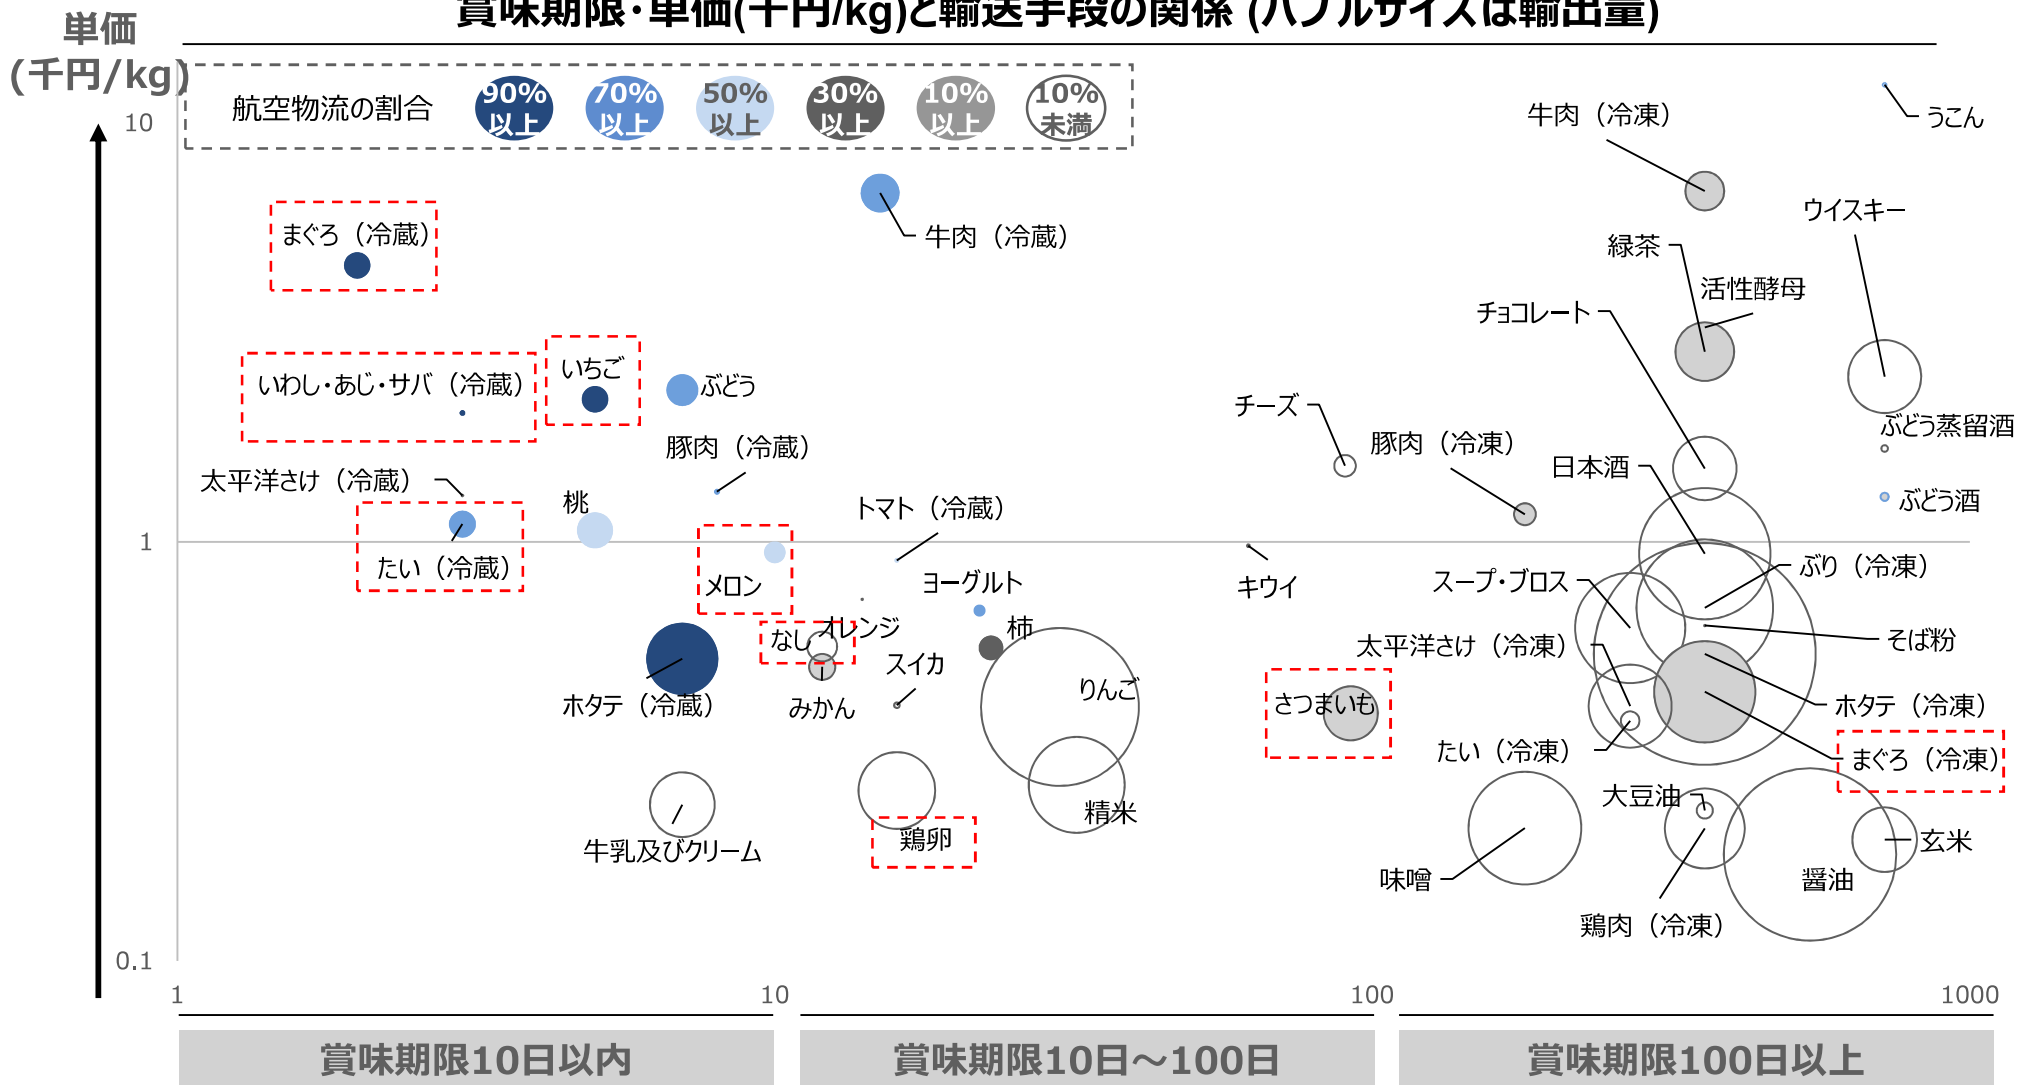 賞味期限・単価(千円/kg)と輸送手段の関係 (バブルサイズは輸出量)
単価
(千円/kg)
航空物流の割合
90%
以上
70%
以上
50%
以上
30%
以上
10%
以上
10%
未満
10
うこん
牛肉（冷凍）
ウイスキー
まぐろ（冷蔵）
牛肉（冷蔵）
緑茶
活性酵母
チョコレート
いちご
いわし・あじ・サバ（冷蔵）
ぶどう
チーズ
ぶどう蒸留酒
豚肉（冷蔵）
豚肉（冷凍）
日本酒
太平洋さけ（冷蔵）
桃
トマト（冷蔵）
ぶどう酒
1
たい（冷蔵）
メロン
ヨーグルト
キウイ
スープ・ブロス
ぶり（冷凍）
なし
オレンジ
柿
太平洋さけ（冷凍）
そば粉
スイカ
りんご
ホタテ（冷蔵）
みかん
さつまいも
ホタテ（冷凍）
たい（冷凍）
まぐろ（冷凍）
大豆油
精米
牛乳及びクリーム
鶏卵
玄米
味噌
醤油
鶏肉（冷凍）
0.1
1
10
100
1000
賞味期限10日以内
賞味期限10日～100日
賞味期限100日以上